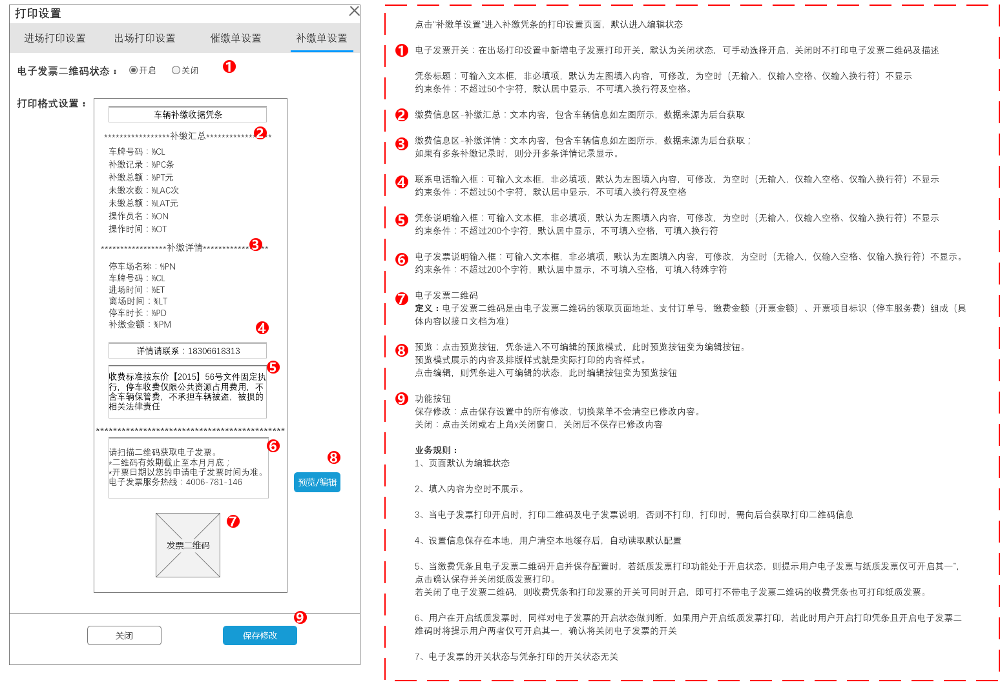 打印设置
进场打印设置
出场打印设置
催缴单设置
补缴单设置
电子发票二维码状态：
开启
关闭
1
打印格式设置：
车辆补缴收据凭条
*****************补缴汇总*****************
2
车牌号码：%CL
补缴记录：%PC条
补缴总额：%PT元
未缴次数：%LAC次
未缴总额：%LAT元
操作员名：%ON
操作时间：%OT
*****************补缴详情*****************
3
停车场名称：%PN
车牌号码：%CL
进场时间：%ET
离场时间：%LT
停车时长：%PD
补缴金额：%PM
4
详情请联系：18306618313
5
收费标准按东价【2015】56号文件固定执
行，停车收费仅限公共资源占用费用，不
含车辆保管费，不承担车辆被盗，被损的
相关法律责任
********************************************
6
请扫描二维码获取电子发票。
*二维码有效期截止至本月月底；
*开票日期以您的申请电子发票时间为准。
电子发票服务热线：4006-781-146
8
预览/编辑
7
发票二维码
9
关闭
保存修改
点击“补缴单设置”进入补缴凭条的打印设置页面，默认进入编辑状态
1 电子发票开关：在出场打印设置中新增电子发票打印开关，默认为关闭状态，可手动选择开启，关闭时不打印电子发票二维码及描述
凭条标题：可输入文本框，非必填项，默认为左图填入内容，可修改，为空时（无输入，仅输入空格、仅输入换行符）不显示
约束条件：不超过50个字符，默认居中显示，不可填入换行符及空格。
2 缴费信息区-补缴汇总：文本内容，包含车辆信息如左图所示，数据来源为后台获取
3 缴费信息区-补缴详情：文本内容，包含车辆信息如左图所示，数据来源为后台获取；
如果有多条补缴记录时，则分开多条详情记录显示。
4 联系电话输入框：可输入文本框，非必填项，默认为左图填入内容，可修改，为空时（无输入，仅输入空格、仅输入换行符）不显示
约束条件：不超过50个字符，默认居中显示，不可填入换行符及空格
5 凭条说明输入框：可输入文本框，非必填项，默认为左图填入内容，可修改，为空时（无输入，仅输入空格、仅输入换行符）不显示
约束条件：不超过200个字符，默认居中显示，不可填入空格，可填入换行符
6 电子发票说明输入框：可输入文本框，非必填项，默认为左图填入内容，可修改，为空时（无输入，仅输入空格、仅输入换行符）不显示。
约束条件：不超过200个字符，默认居中显示，不可填入空格，可填入特殊字符
7 电子发票二维码
定义：电子发票二维码是由电子发票二维码的领取页面地址、支付订单号，缴费金额（开票金额）、开票项目标识（停车服务费）组成（具
体内容以接口文档为准）
8 预览：点击预览按钮，凭条进入不可编辑的预览模式，此时预览按钮变为编辑按钮。
预览模式展示的内容及排版样式就是实际打印的内容样式。
点击编辑，则凭条进入可编辑的状态，此时编辑按钮变为预览按钮
9 功能按钮
保存修改：点击保存设置中的所有修改，切换菜单不会清空已修改内容。
关闭：点击关闭或右上角x关闭窗口，关闭后不保存已修改内容
业务规则：
1、页面默认为编辑状态
2、填入内容为空时不展示。
3、当电子发票打印开启时，打印二维码及电子发票说明，否则不打印，打印时，需向后台获取打印二维码信息
4、设置信息保存在本地，用户清空本地缓存后，自动读取默认配置
5、当缴费凭条且电子发票二维码开启并保存配置时，若纸质发票打印功能处于开启状态，则提示用户电子发票与纸质发票仅可开启其一”，
点击确认保存并关闭纸质发票打印。
若关闭了电子发票二维码，则收费凭条和打印发票的开关可同时开启，即可打不带电子发票二维码的收费凭条也可打印纸质发票。
6、用户在开启纸质发票时，同样对电子发票的开启状态做判断，如果用户开启纸质发票打印，若此时用户开启打印凭条且开启电子发票二
维码时将提示用户两者仅可开启其一，确认将关闭电子发票的开关
7、电子发票的开关状态与凭条打印的开关状态无关